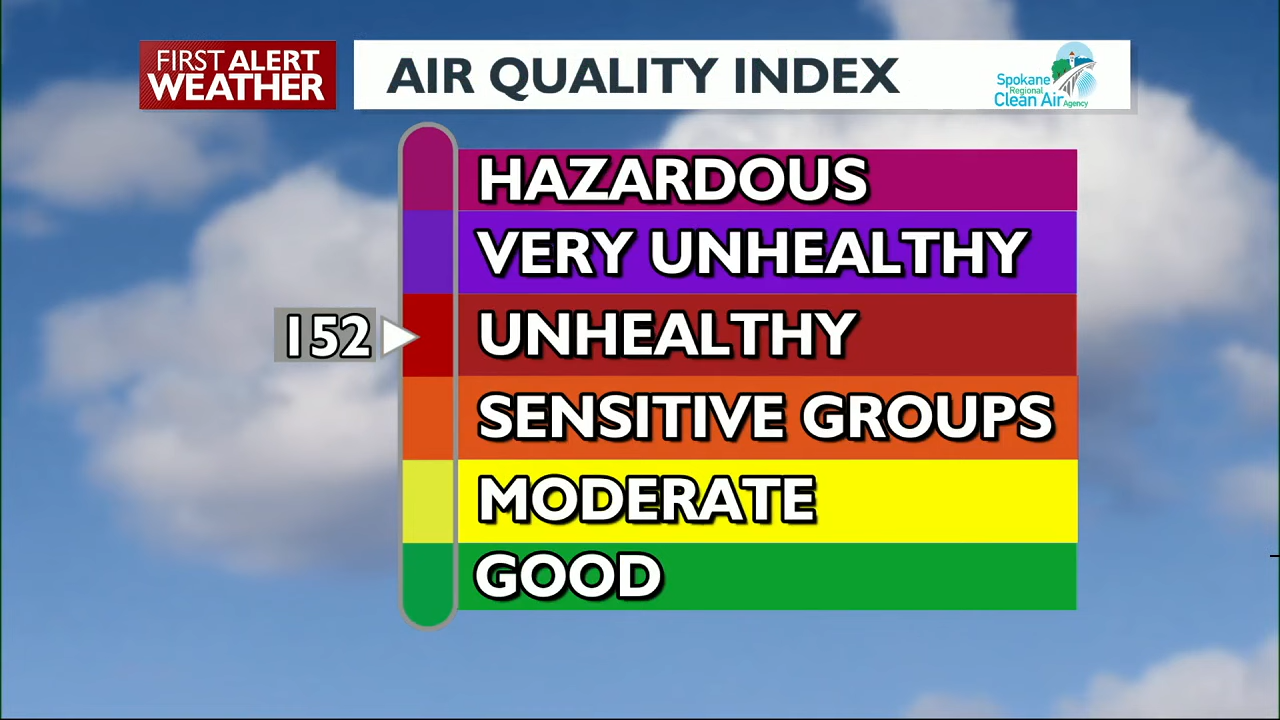 FIRST ALERT
WEATHER
AIR QUALITY INDEX
Spokane
Regional
Clean Air Agency
HAZARDOUS
VERY UNHEALTHY
152
UNHEALTHY
SENSITIVE GROUPS
MODERATE
GOOD